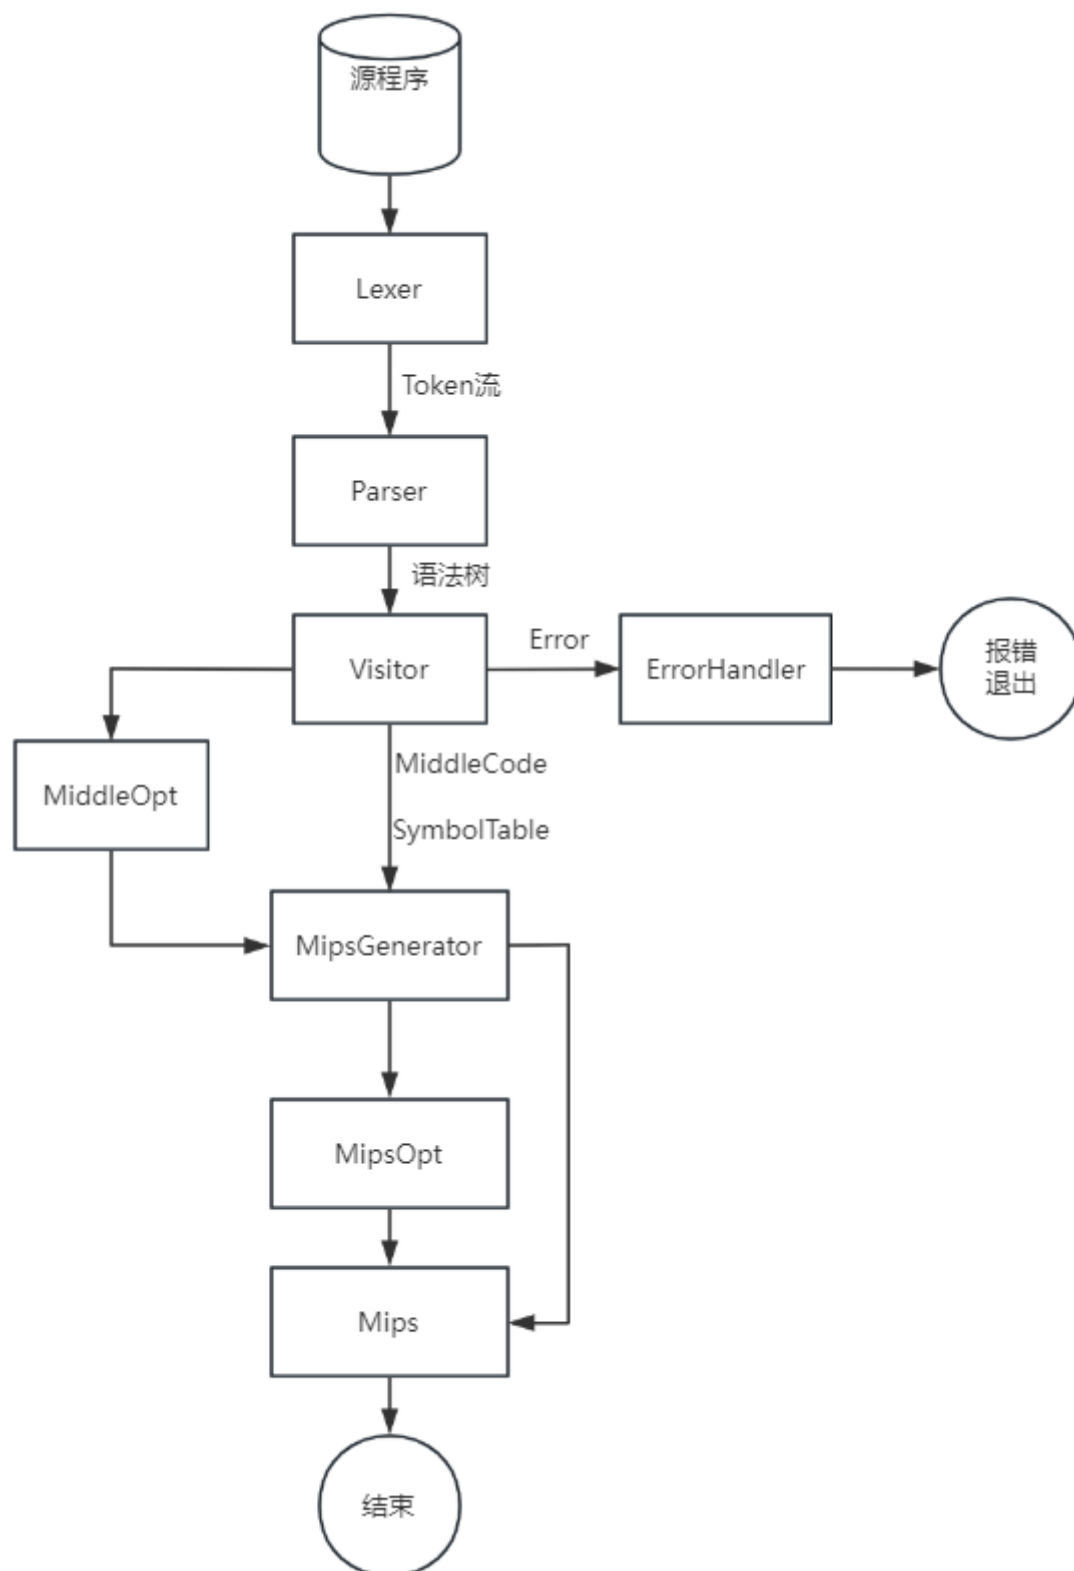 源程序
Lexer
Token流
Parser
语法树
Visitor
Error
ErrorHandler
报错
退出
MiddleOpt
MiddleCode
SymbolTable
MipsGenerator
MipsOpt
Mips
结束